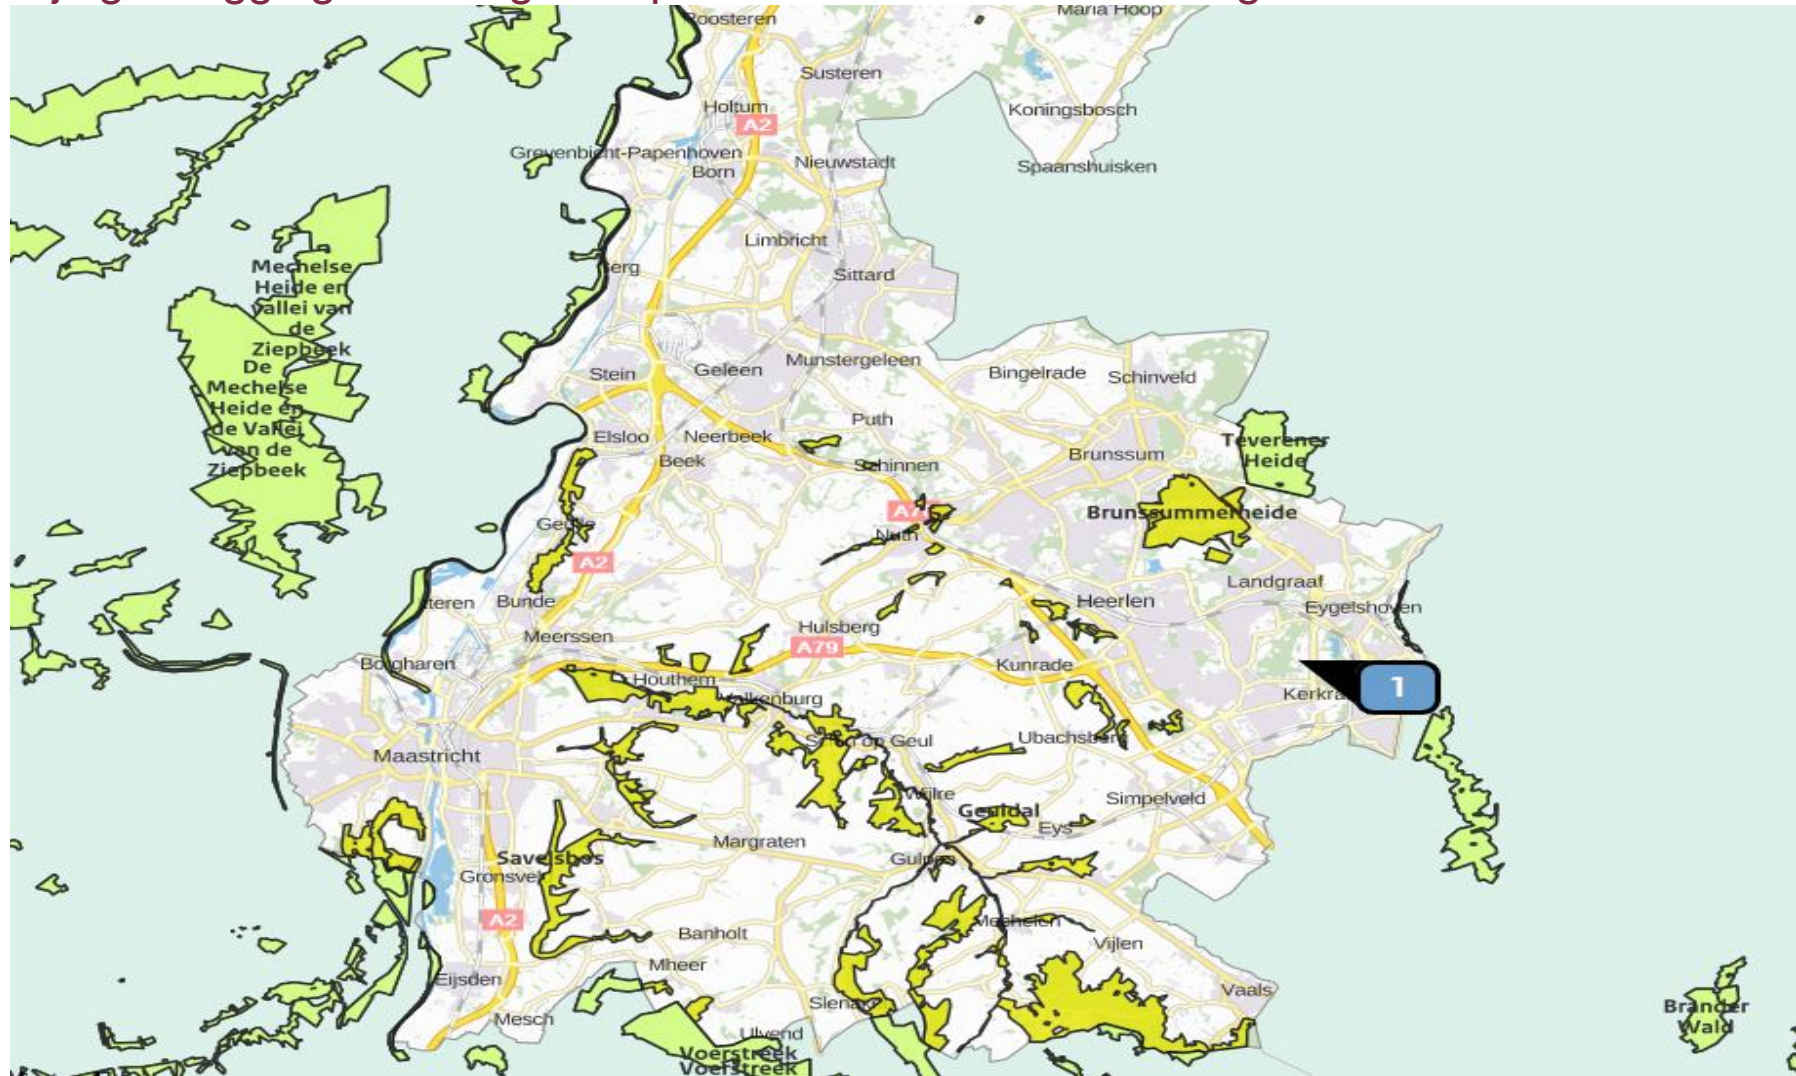 Roosteren
Maria Hoop
Susteren
Holtum
A2
Koningsbosch
Grevenbicht-Papenhoven
Nieuwstadt
Spaanshuisken
Born
Limbricht
Mechelse
Heide en
vallei van
de
Ziepbeek
Sittard
De
Mechelse
Heide en
de Vallei
van de
Ziepbeek
Stein
Geleen
Munstergeleen
Bingelrade
Schinveld
Puth
Elsloo
Neerbeek
Beek
Schinnen
Brunssum
Teverener
Heide
Brunssummerheide
Nuth
A2
Bunde
Landgraaf
Heerlen
Eygelshoven
Meerssen
Hulsberg
A79
Borgharen
Houthem
Kunrade
1
Maastricht
Ubachsberg
Wijlre
Simpelveld
Geuldal
Eys
Margraten
Savelsbos
Gulpen
A2
Mechelen
Banholt
Vijlen
Mheer
Eijsden
Vaals
Mesch
Ulvend
Voerstreek
Voerstreek
Brander
Wald